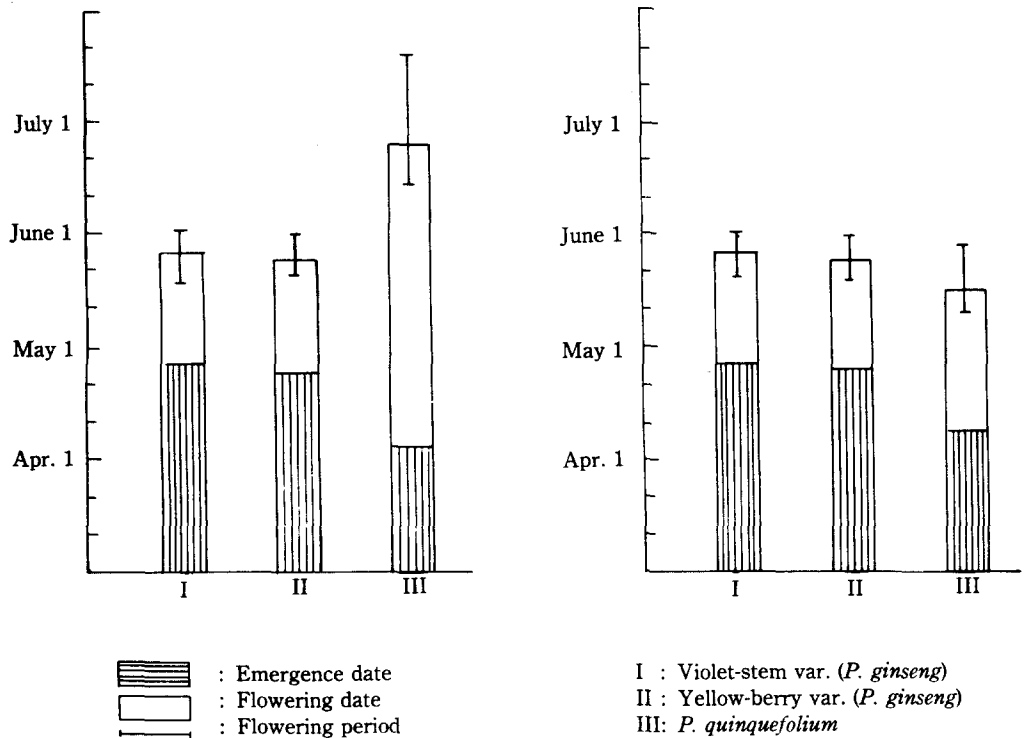 July 1
June 1
May 1
Apr. 1
I II III
July 1
June 1
May 1
Apr. 1
I II III
: Emergence date
: Flowering date
: Flowering period
I : Violet-stem var. (P. ginseng)
II : Yellow-berry var. (P. ginseng)
III: P. quinquefolium